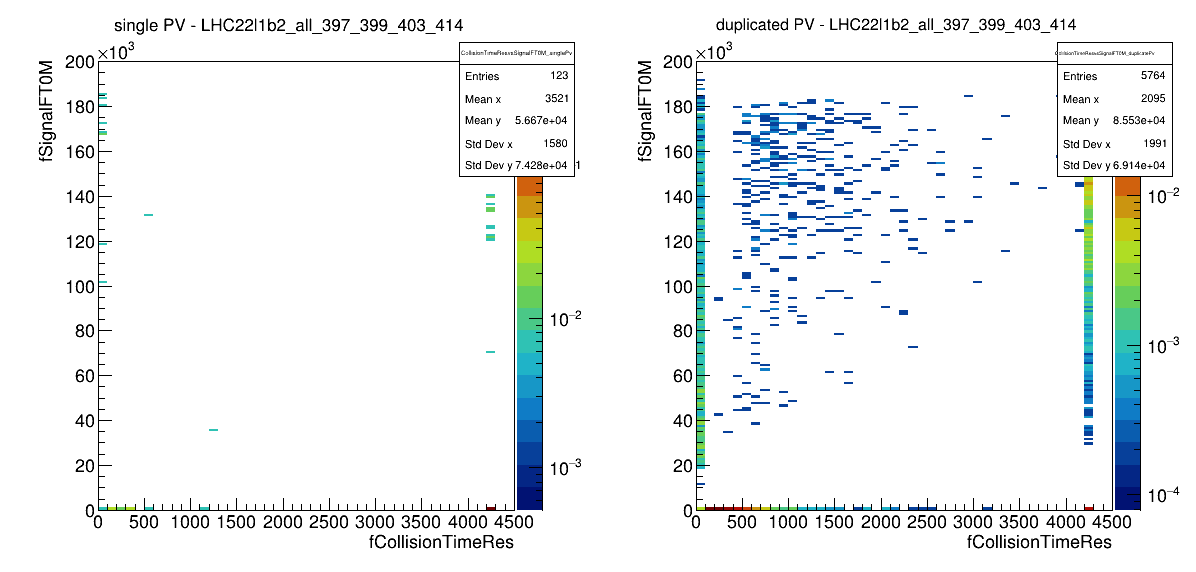 single PV - LHC22l1b2_all_397_399_403_414
×10³
fSignalFT0M
200
180
160
140
120
100
80
60
40
20
0
0 500 1000 1500 2000 2500 3000 3500 4000 4500
fCollisionTimeRes
CollisionTimeResvsSignalFT0M_singlePv
Entries 123
Mean x 3521
Mean y 5.667e+04
Std Dev x 1580
Std Dev y 7.428e+04
10⁻²
10⁻³
duplicated PV - LHC22l1b2_all_397_399_403_414
×10³
fSignalFT0M
200
180
160
140
120
100
80
60
40
20
0
0 500 1000 1500 2000 2500 3000 3500 4000 4500
fCollisionTimeRes
CollisionTimeResvsSignalFT0M_duplicatePv
Entries 5764
Mean x 2095
Mean y 8.553e+04
Std Dev x 1991
Std Dev y 6.914e+04
10⁻²
10⁻³
10⁻⁴